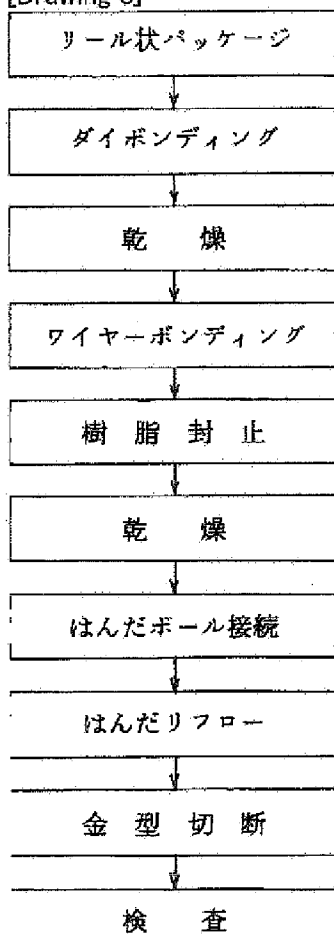 [Drawing 6]
リール状パッケージ
ダイボンディング
乾 燥
ワイヤーボンディング
樹 脂 封 止
乾 燥
はんだボール接続
はんだリフロー
金 型 切 断
検 査